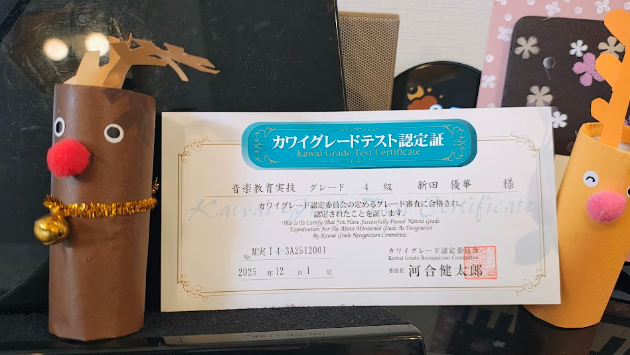 カワイグレードテスト認定証
Kawai Grade Test Certificate
音楽教育実技 グレード 4 級 新田 優華 様
カワイグレード認定委員会の定めるグレード審査に合格され、
認定されたことを証します。
This is To Certify That You Have Successfully Passed Kawai Grade
Examination For The Above Mentioned Grade As Designated
By Kawai Grade Recognition Committee.
No. M実I4-3A2512001
2025 年 12 月 1 日
カワイグレード認定委員会
Kawai Grade Recognition Committee
委員長 河合健太郎